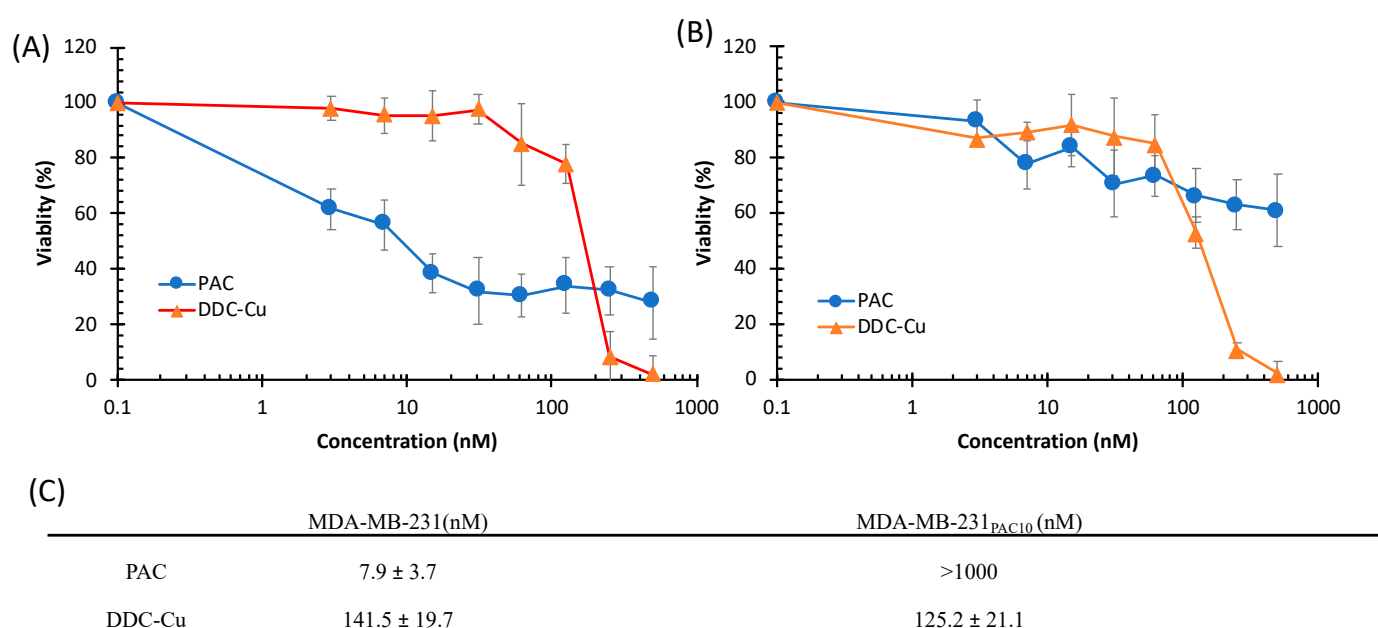 (A)
120
100
80
60
40
20
0
Viablity (%)
PAC
DDC-Cu
0.1 1 10 100 1000
Concentration (nM)
(B)
120
100
80
60
40
20
0
Viablity (%)
PAC
DDC-Cu
0.1 1 10 100 1000
Concentration (nM)
(C)
MDA-MB-231(nM) MDA-MB-231PAC10 (nM)
PAC 7.9 ± 3.7 >1000
DDC-Cu 141.5 ± 19.7 125.2 ± 21.1